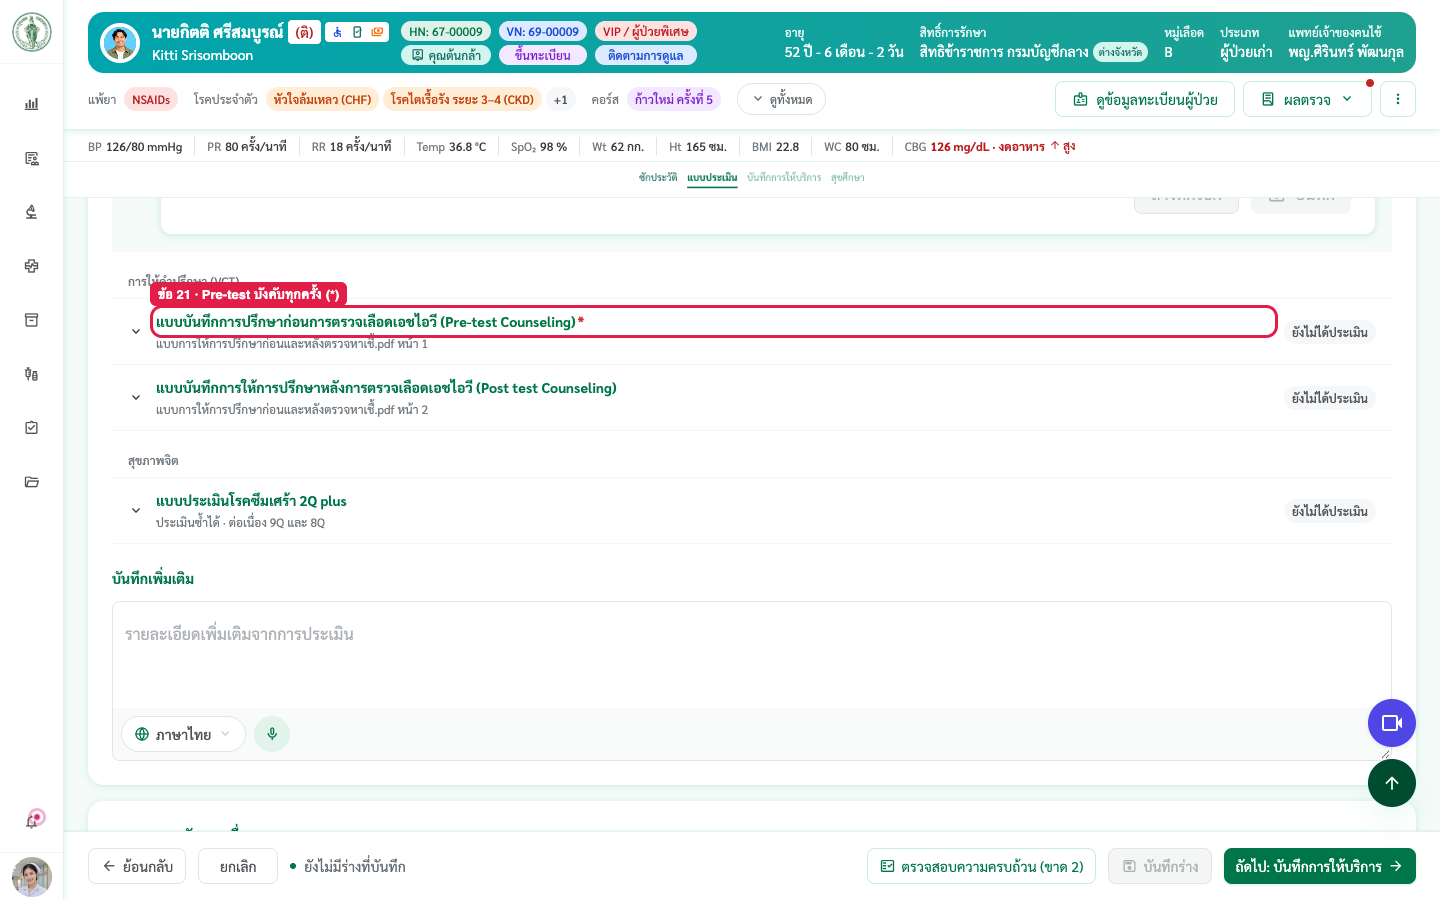 นายกิตติ ศรีสมบูรณ์ (ติ)
Kitti Srisomboon
HN: 67-00009 VN: 69-00009 VIP / ผู้ป่วยพิเศษ
คุณต้นกล้า ขึ้นทะเบียน ติดตามการดูแล
อายุ สิทธิ์การรักษา หมู่เลือด ประเภท แพทย์เจ้าของคนไข้
52 ปี - 6 เดือน - 2 วัน สิทธิข้าราชการ กรมบัญชีกลาง ต่างจังหวัด B ผู้ป่วยเก่า พญ.ศิรินทร์ พัฒนกุล
แพ้ยา NSAIDs โรคประจำตัว หัวใจล้มเหลว (CHF) โรคไตเรื้อรัง ระยะ 3–4 (CKD) +1 คอร์ส ก้าวใหม่ ครั้งที่ 5 ดูทั้งหมด ดูข้อมูลทะเบียนผู้ป่วย ผลตรวจ
BP 126/80 mmHg PR 80 ครั้ง/นาที RR 18 ครั้ง/นาที Temp 36.8 °C SpO₂ 98 % Wt 62 กก. Ht 165 ซม. BMI 22.8 WC 80 ซม. CBG 126 mg/dL · งดอาหาร ↑ สูง
ซักประวัติ แบบประเมิน บันทึกการให้บริการ สุขศึกษา
การให้คำปรึกษา (VCT)
ข้อ 21 · Pre-test บังคับทุกครั้ง (*)
แบบบันทึกการปรึกษาก่อนการตรวจเลือดเอชไอวี (Pre-test Counseling) *
แบบการให้การปรึกษาก่อนและหลังตรวจหาเชื้.pdf หน้า 1
ยังไม่ได้ประเมิน
แบบบันทึกการให้การปรึกษาหลังการตรวจเลือดเอชไอวี (Post test Counseling)
แบบการให้การปรึกษาก่อนและหลังตรวจหาเชื้.pdf หน้า 2
ยังไม่ได้ประเมิน
สุขภาพจิต
แบบประเมินโรคซึมเศร้า 2Q plus
ประเมินซ้ำได้ · ต่อเนื่อง 9Q และ 8Q
ยังไม่ได้ประเมิน
บันทึกเพิ่มเติม
รายละเอียดเพิ่มเติมจากการประเมิน
ภาษาไทย
ย้อนกลับ ยกเลิก ยังไม่มีร่างที่บันทึก ตรวจสอบความครบถ้วน (ขาด 2) บันทึกร่าง ถัดไป: บันทึกการให้บริการ